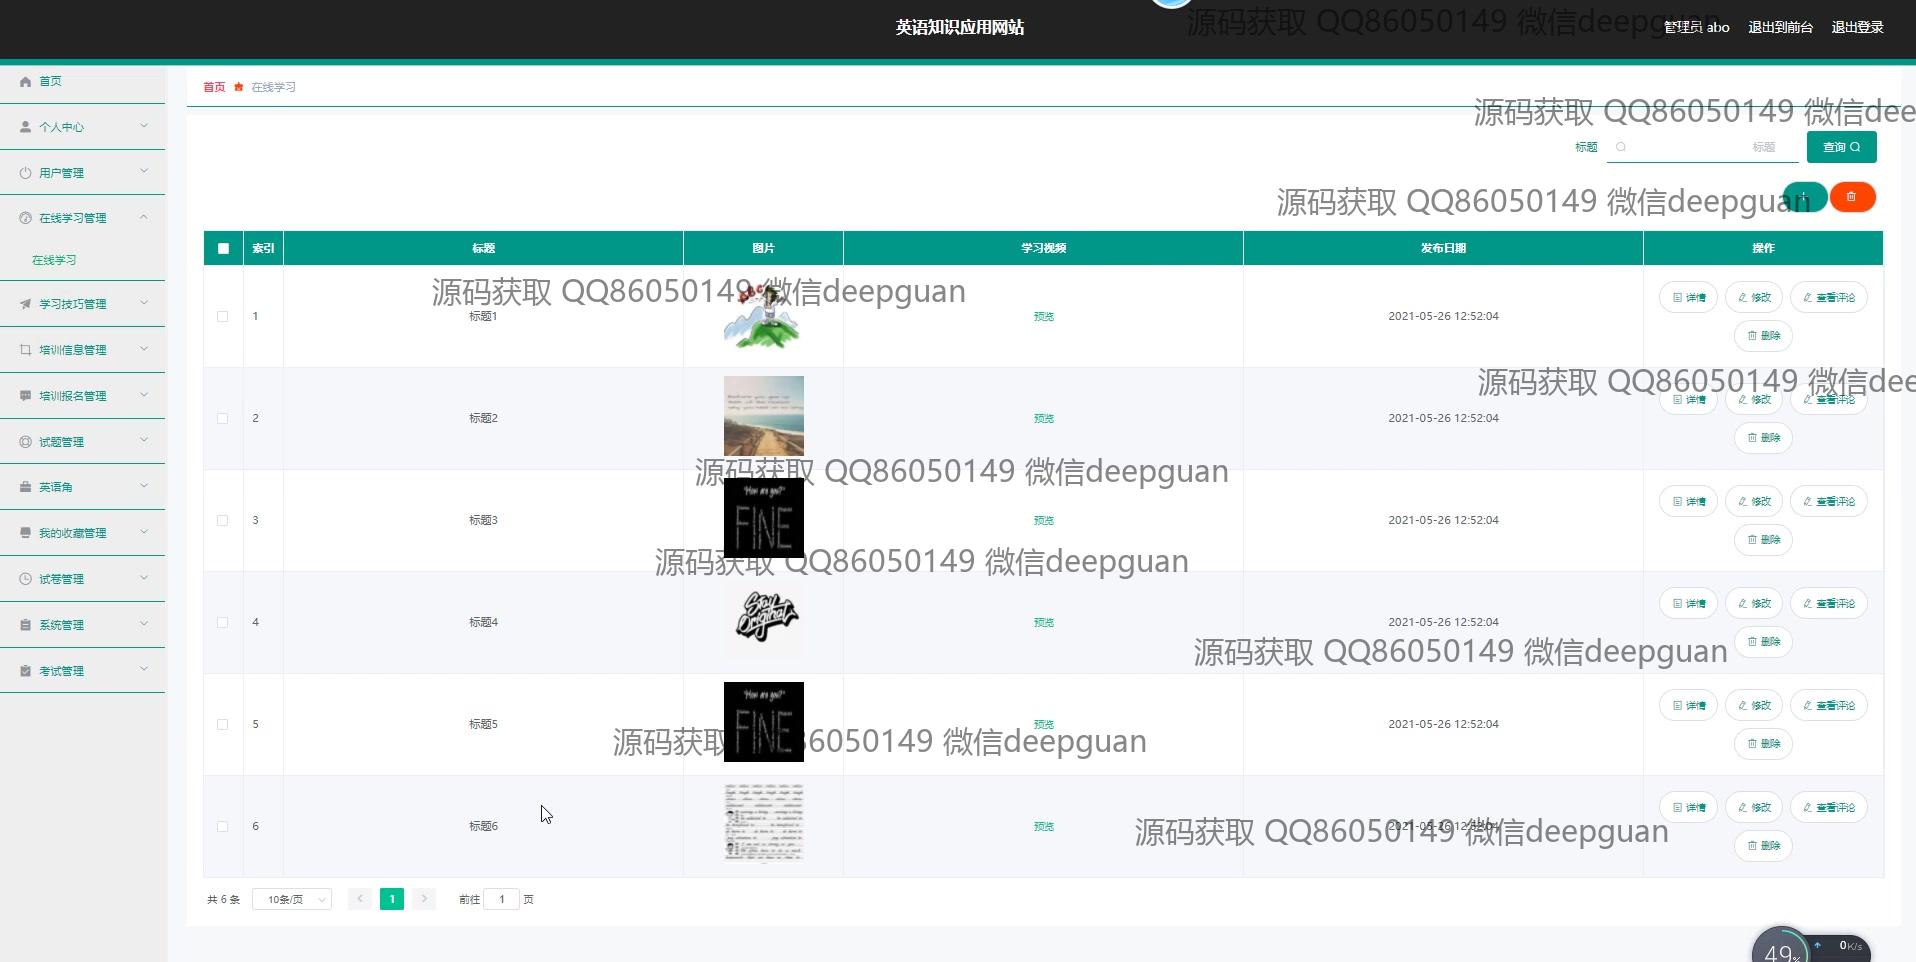 英语知识应用网站
源码获取 QQ86050149 微信deepguan
管理员 abo 退出到前台 退出登录
首页
个人中心
用户管理
在线学习管理
在线学习
学习技巧管理
培训信息管理
培训报名管理
试题管理
英语角
我的收藏管理
试卷管理
系统管理
考试管理
首页 在线学习
源码获取 QQ86050149 微信dee
标题 标题 查询
源码获取 QQ86050149 微信deepguan
索引 标题 图片 学习视频 发布日期 操作
源码获取 QQ86050149 微信deepguan
1 标题1 预览 2021-05-26 12:52:04 详情 修改 查看评论
删除
源码获取 QQ86050149 微信dee
2 标题2 预览 2021-05-26 12:52:04 详情 修改 查看评论
删除
源码获取 QQ86050149 微信deepguan
"How are you?"
FINE
3 标题3 预览 2021-05-26 12:52:04 详情 修改 查看评论
删除
源码获取 QQ86050149 微信deepguan
Stay
Original
4 标题4 预览 2021-05-26 12:52:04 详情 修改 查看评论
删除
源码获取 QQ86050149 微信deepguan
"How are you?"
FINE
5 标题5 预览 2021-05-26 12:52:04 详情 修改 查看评论
删除
源码获取 86050149 微信deepguan
6 标题6 预览 2021-05-26 12:52:04 详情 修改 查看评论
删除
源码获取 QQ86050149 微信deepguan
共 6 条 10条/页 1 前往 1 页
49% 0K/s